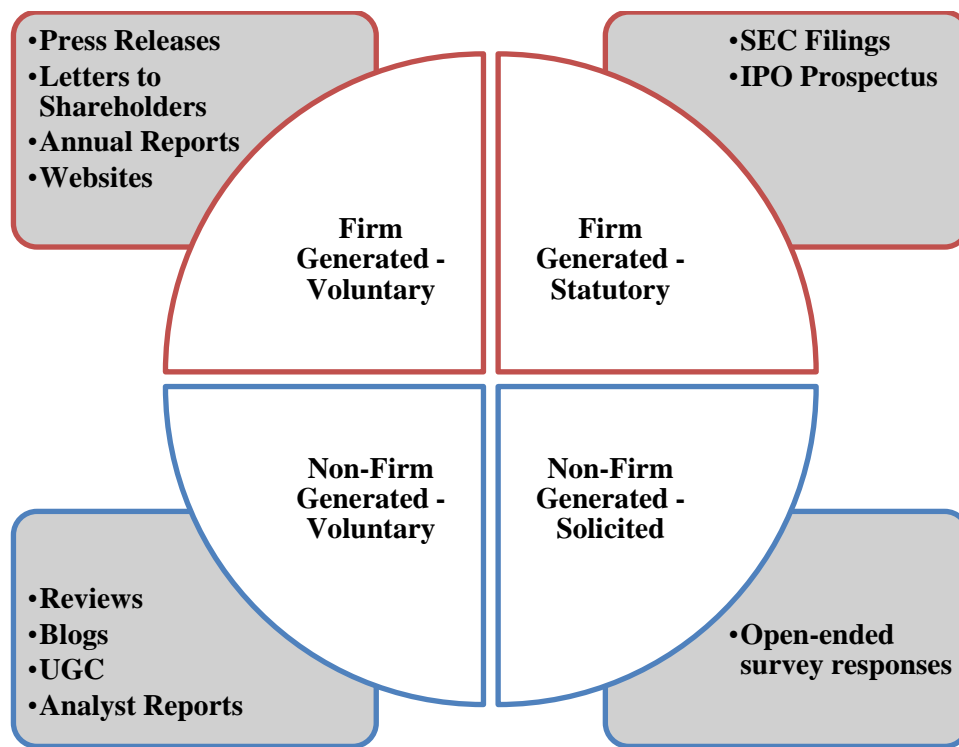 •Press Releases
•Letters to
Shareholders
•Annual Reports
•Websites
•SEC Filings
•IPO Prospectus
Firm
Generated -
Voluntary
Firm
Generated -
Statutory
Non-Firm
Generated -
Voluntary
Non-Firm
Generated -
Solicited
•Reviews
•Blogs
•UGC
•Analyst Reports
•Open-ended
survey responses